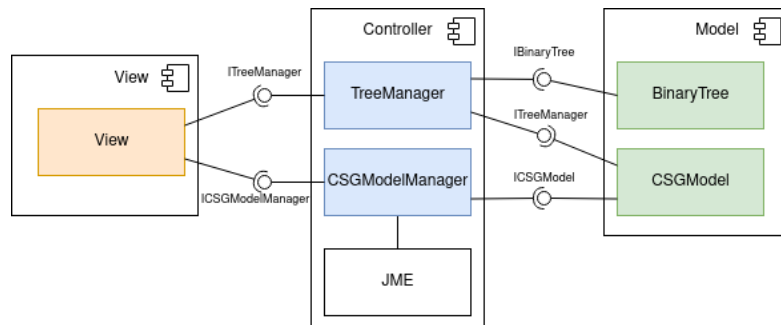 View
View
ITreeManager
ICSGModelManager
Controller
TreeManager
CSGModelManager
JME
IBinaryTree
ITreeManager
ICSGModel
Model
BinaryTree
CSGModel